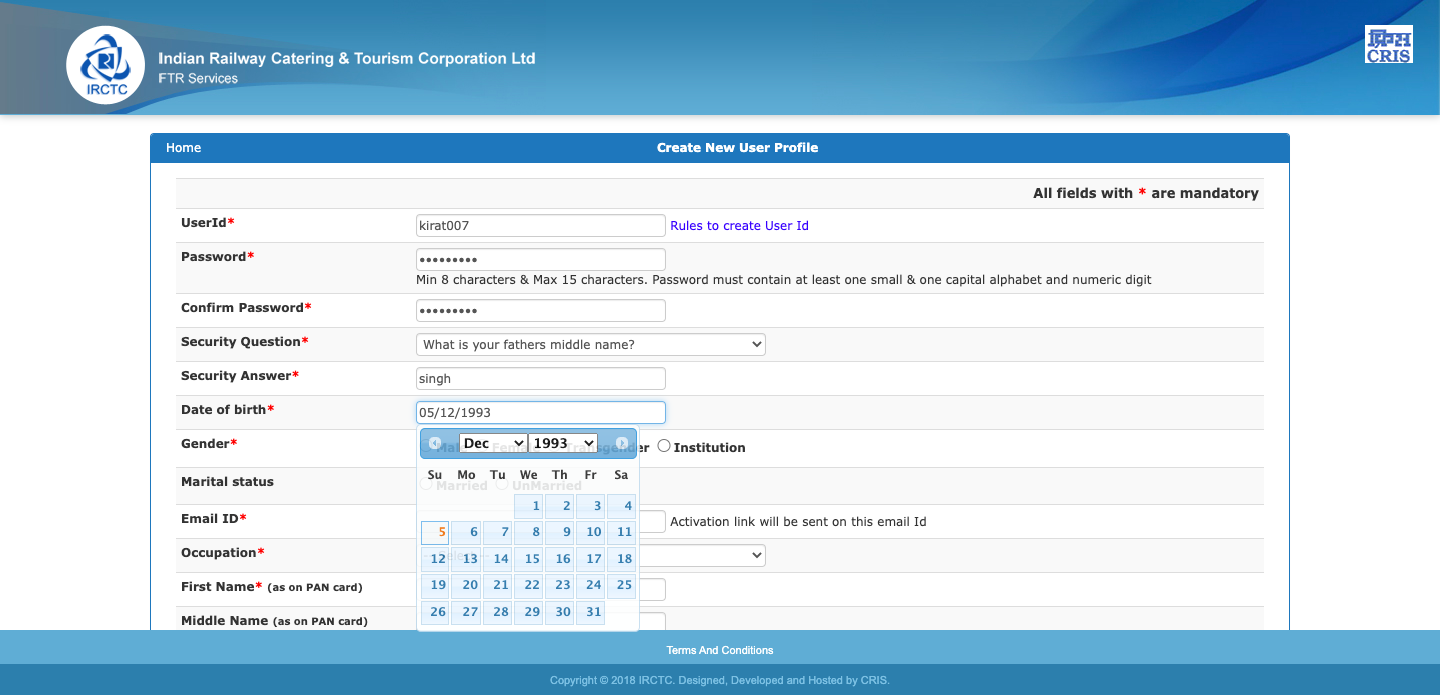 Indian Railway Catering & Tourism Corporation Ltd
FTR Services
IRCTC
क्रिस
CRIS
Home
Create New User Profile
All fields with * are mandatory
UserId*
kirat007
Rules to create User Id
Password*
•••••••••
Min 8 characters & Max 15 characters. Password must contain at least one small & one capital alphabet and numeric digit
Confirm Password*
•••••••••
Security Question*
What is your fathers middle name?
Security Answer*
singh
Date of birth*
05/12/1993
Gender*
Male Female Transgender Institution
Dec 1993
Su Mo Tu We Th Fr Sa
Marital status
Married UnMarried
1 2 3 4
Email ID*
Activation link will be sent on this email Id
5 6 7 8 9 10 11
Occupation*
12 13 14 15 16 17 18
First Name* (as on PAN card)
19 20 21 22 23 24 25
Middle Name (as on PAN card)
26 27 28 29 30 31
Terms And Conditions
Copyright © 2018 IRCTC. Designed, Developed and Hosted by CRIS.